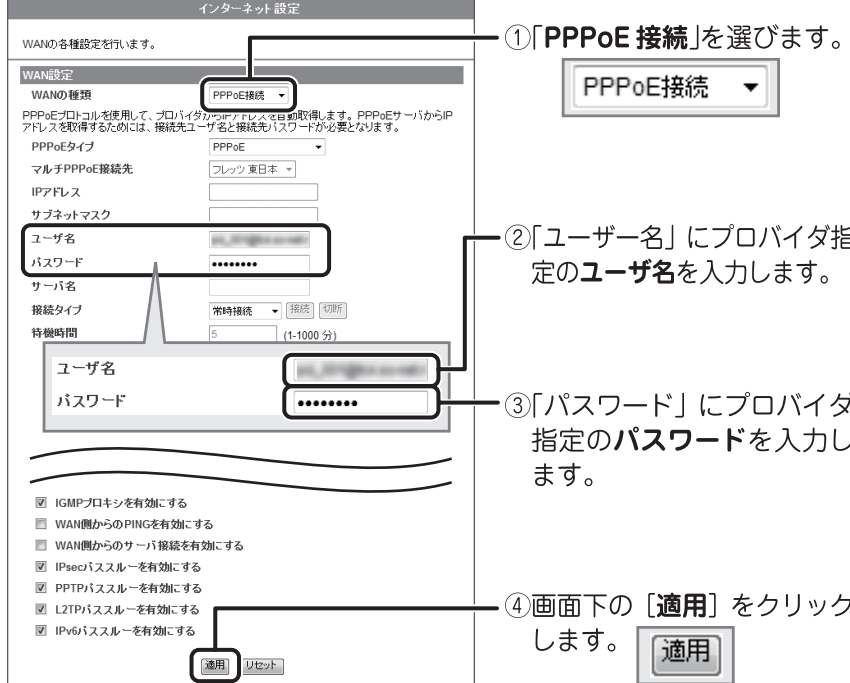 インターネット設定
WANの各種設定を行います。
WAN設定
WANの種類 PPPoE接続
PPPoEプロトコルを使用して、プロバイダからIPアドレスを自動取得します。PPPoEサーバからIP
アドレスを取得するためには、接続先ユーザ名と接続先パスワードが必要となります。
PPPoEタイプ PPPoE
マルチPPPoE接続先 フレッツ 東日本
IPアドレス
サブネットマスク
ユーザ名
パスワード ●●●●●●●●
サーバ名
接続タイプ 常時接続 接続 切断
待機時間 5 (1-1000 分)
ユーザ名
パスワード ●●●●●●●●
IGMPプロキシを有効にする
WAN側からのPINGを有効にする
WAN側からのサーバ接続を有効にする
IPsecパススルーを有効にする
PPTPパススルーを有効にする
L2TPパススルーを有効にする
IPv6パススルーを有効にする
適用 リセット
①「PPPoE 接続」を選びます。
PPPoE接続
②「ユーザー名」にプロバイダ指
定のユーザ名を入力します。
③「パスワード」にプロバイダ
指定のパスワードを入力し
ます。
④画面下の［適用］をクリック
します。
適用